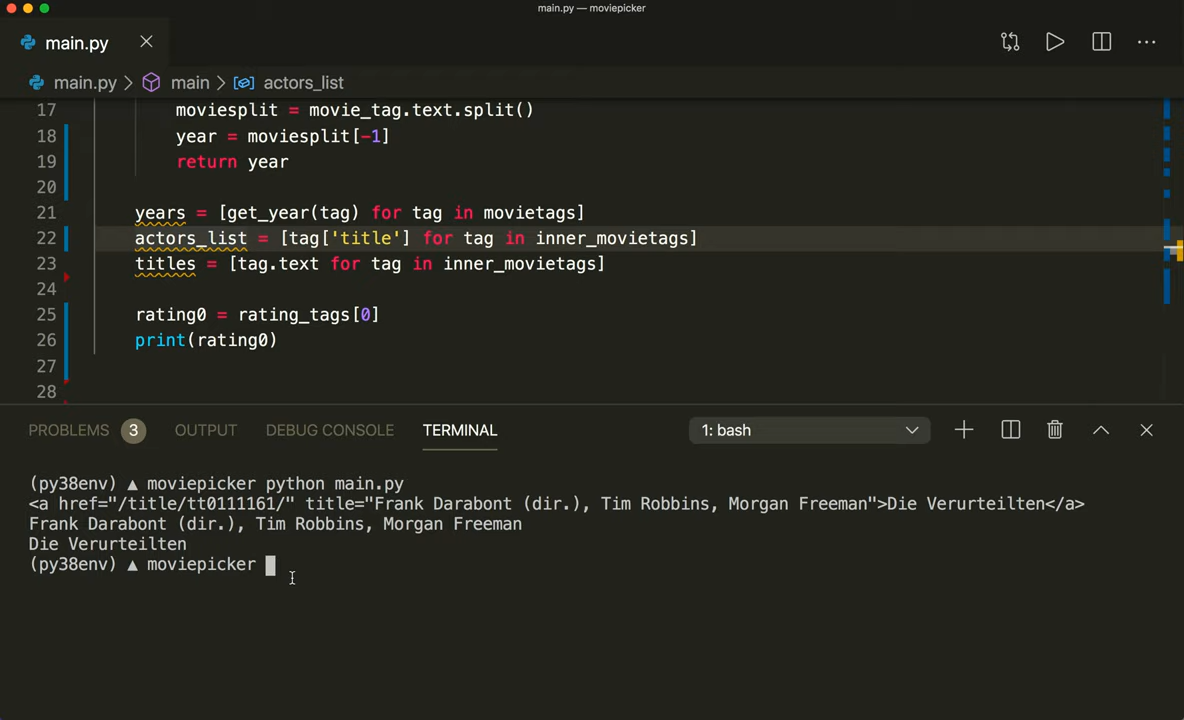 main.py — moviepicker
main.py
main.py > main > actors_list
17 moviesplit = movie_tag.text.split()
18 year = moviesplit[-1]
19 return year
20
21 years = [get_year(tag) for tag in movietags]
22 actors_list = [tag['title'] for tag in inner_movietags]
23 titles = [tag.text for tag in inner_movietags]
24
25 rating0 = rating_tags[0]
26 print(rating0)
27
28
PROBLEMS 3 OUTPUT DEBUG CONSOLE TERMINAL 1: bash
(py38env) ▲ moviepicker python main.py
<a href="/title/tt0111161/" title="Frank Darabont (dir.), Tim Robbins, Morgan Freeman">Die Verurteilten</a>
Frank Darabont (dir.), Tim Robbins, Morgan Freeman
Die Verurteilten
(py38env) ▲ moviepicker